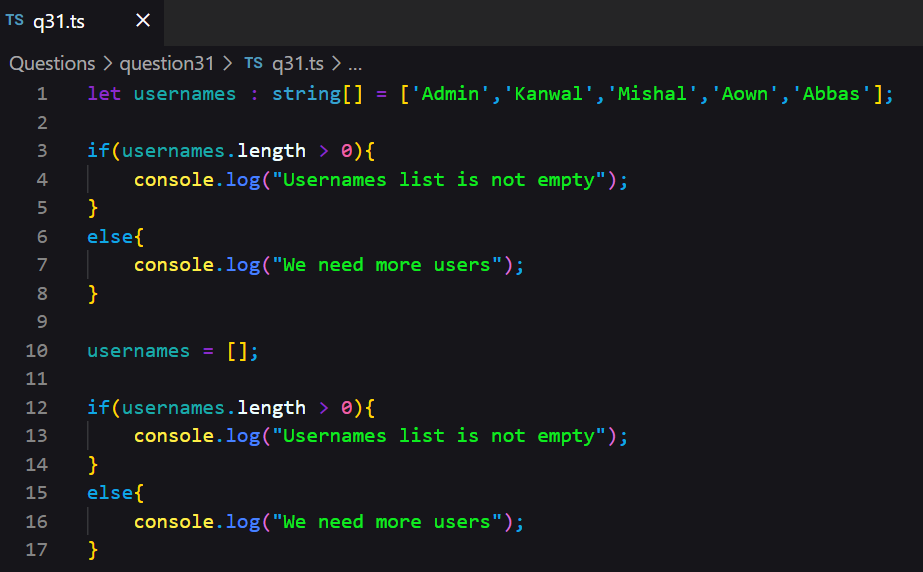 TS q31.ts ×
Questions > question31 > TS q31.ts > ...
1 let usernames : string[] = ['Admin','Kanwal','Mishal','Aown','Abbas'];
2
3 if(usernames.length > 0){
4     console.log("Usernames list is not empty");
5 }
6 else{
7     console.log("We need more users");
8 }
9
10 usernames = [];
11
12 if(usernames.length > 0){
13     console.log("Usernames list is not empty");
14 }
15 else{
16     console.log("We need more users");
17 }